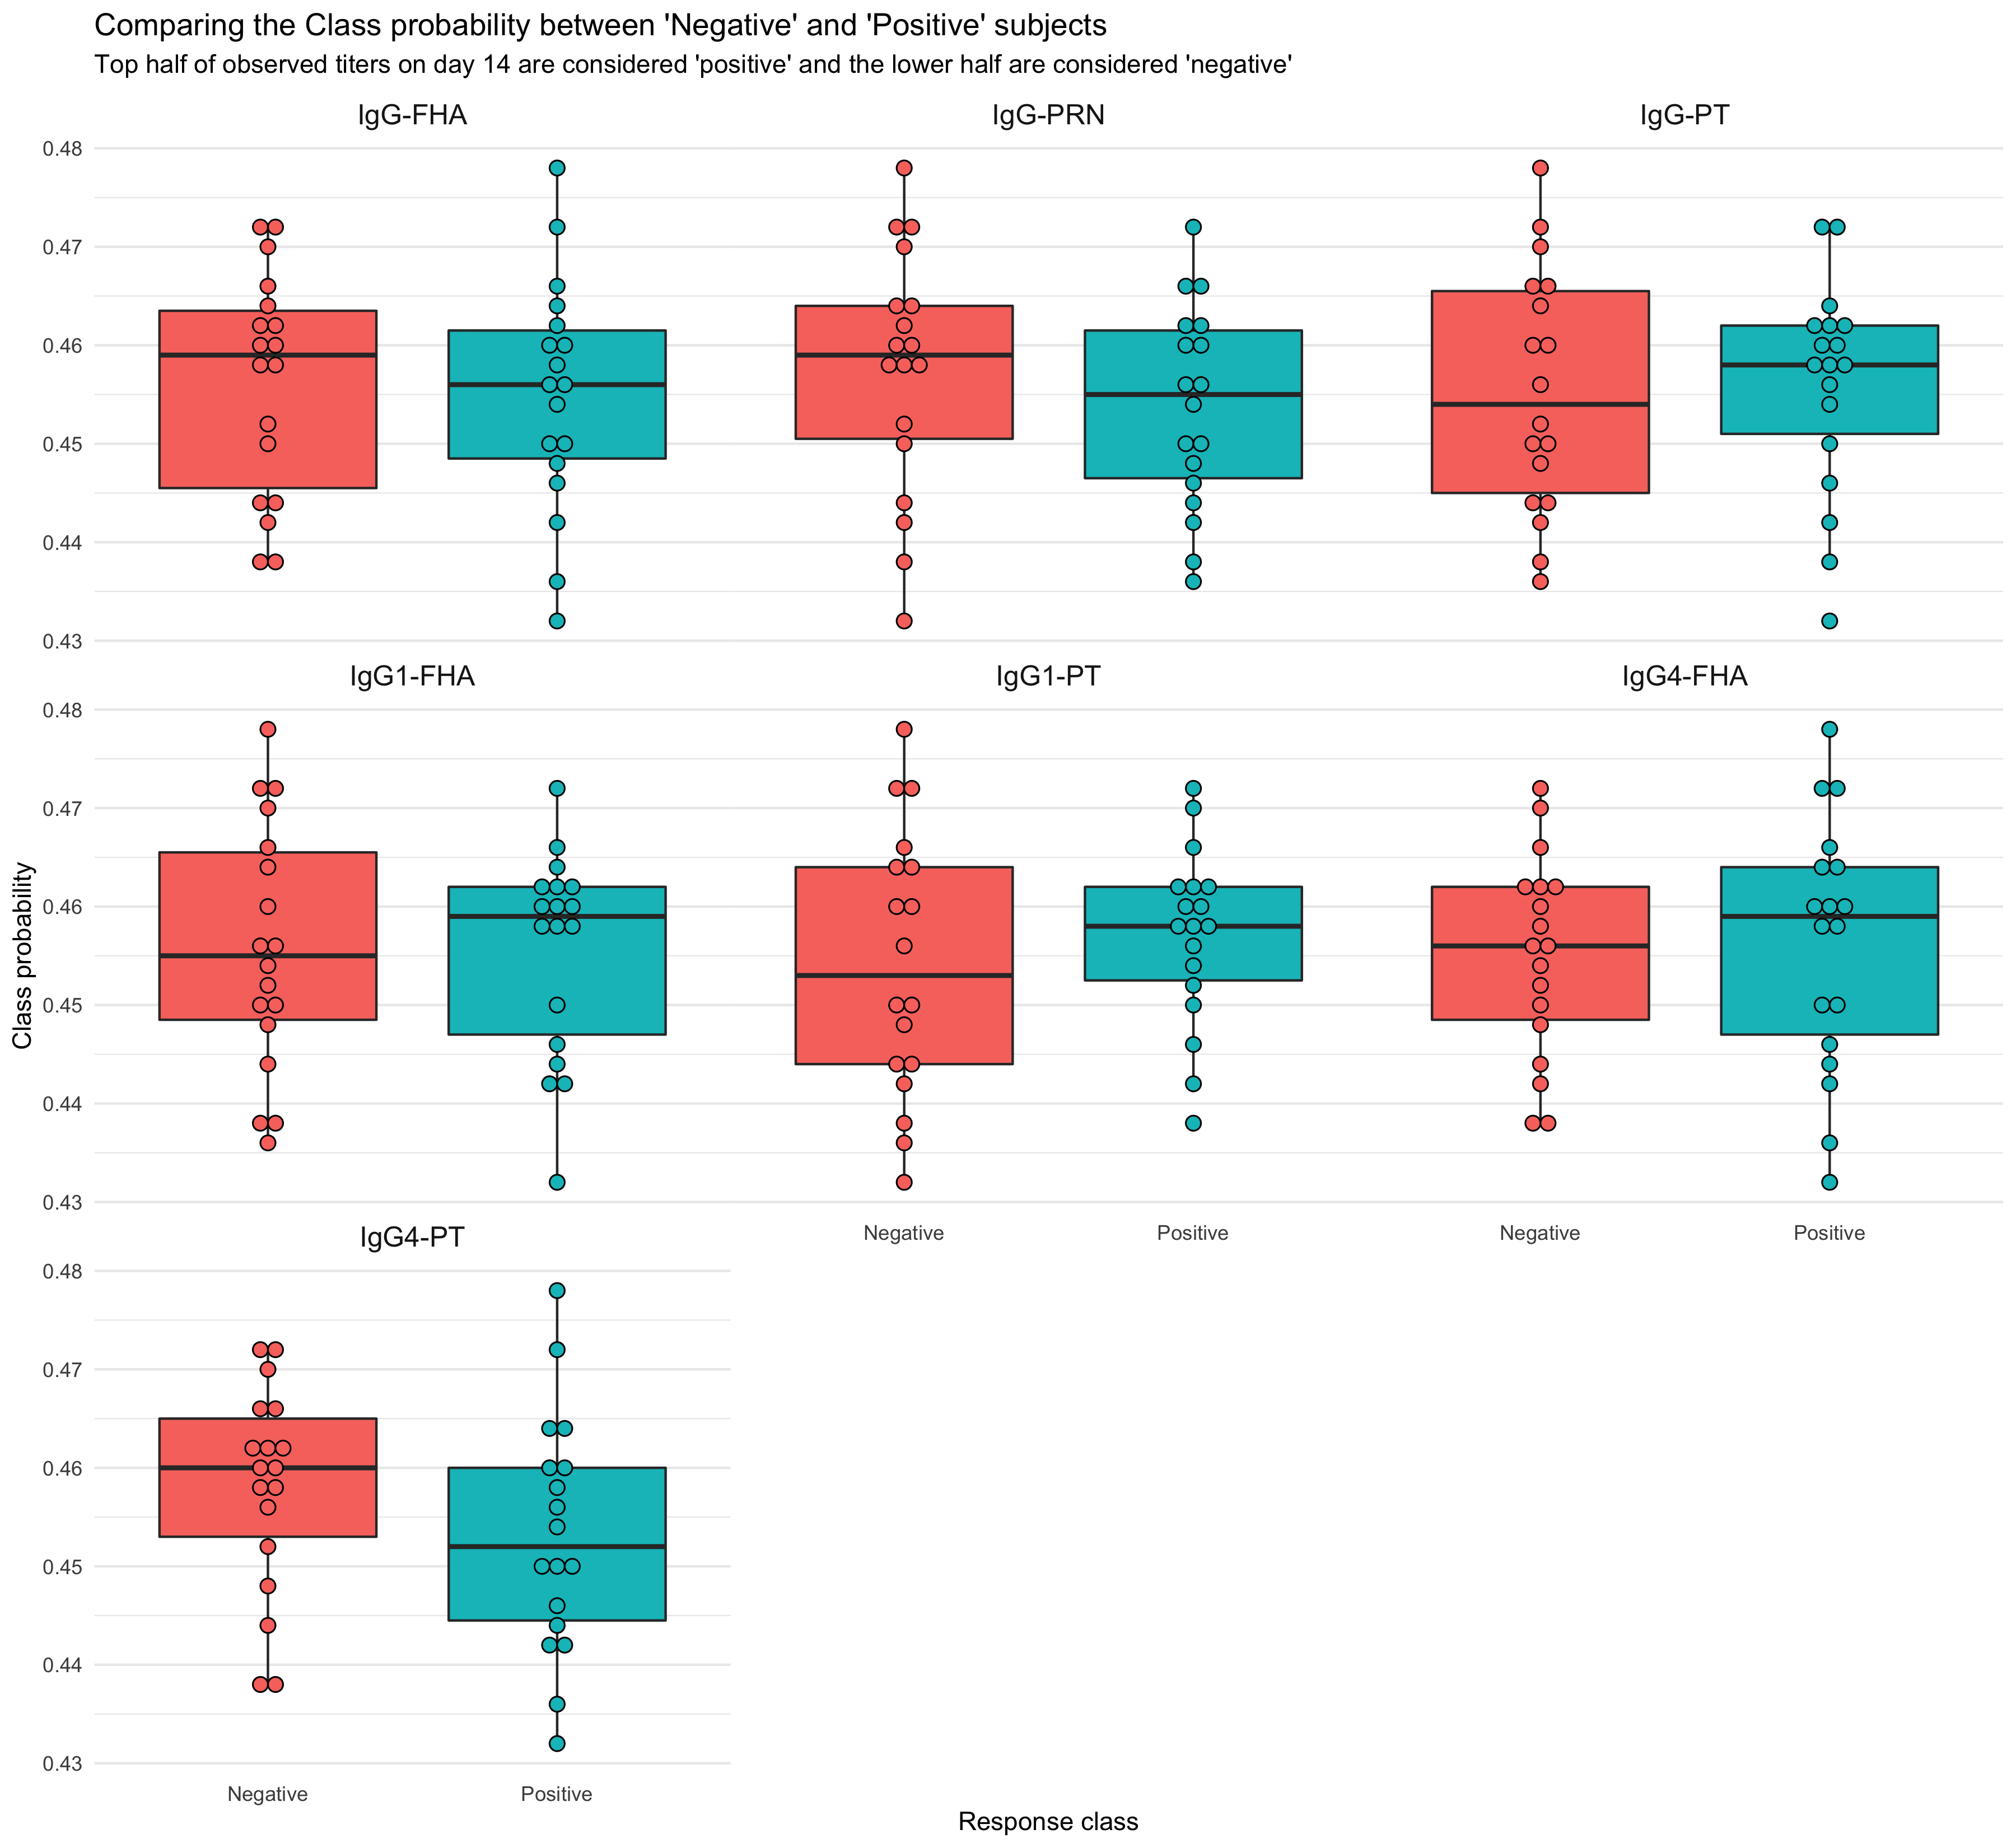 Comparing the Class probability between 'Negative' and 'Positive' subjects
Top half of observed titers on day 14 are considered 'positive' and the lower half are considered 'negative'
IgG-FHA
IgG-PRN
IgG-PT
0.48
0.47
0.46
0.45
0.44
0.43
IgG1-FHA
IgG1-PT
IgG4-FHA
0.48
0.47
0.46
0.45
0.44
0.43
Class probability
Negative
Positive
Negative
Positive
IgG4-PT
0.48
0.47
0.46
0.45
0.44
0.43
Negative
Positive
Response class